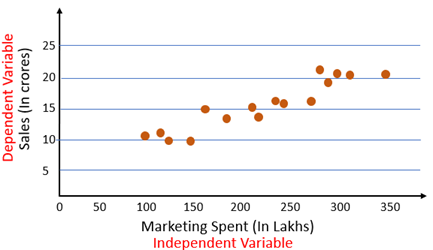 Dependent Variable
Sales (In crores)
25
20
15
10
5
0 50 100 150 200 250 300 350
Marketing Spent (In Lakhs)
Independent Variable